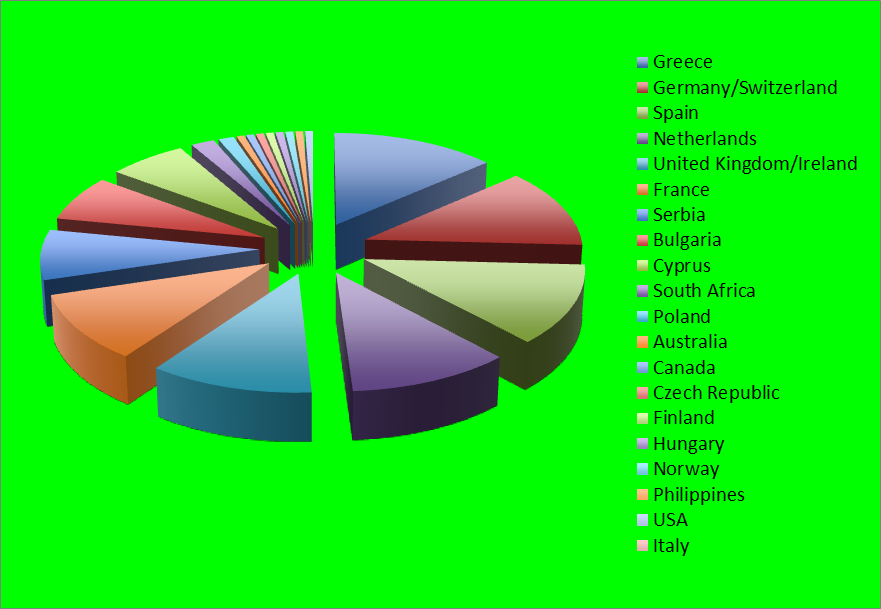 Greece
Germany/Switzerland
Spain
Netherlands
United Kingdom/Ireland
France
Serbia
Bulgaria
Cyprus
South Africa
Poland
Australia
Canada
Czech Republic
Finland
Hungary
Norway
Philippines
USA
Italy